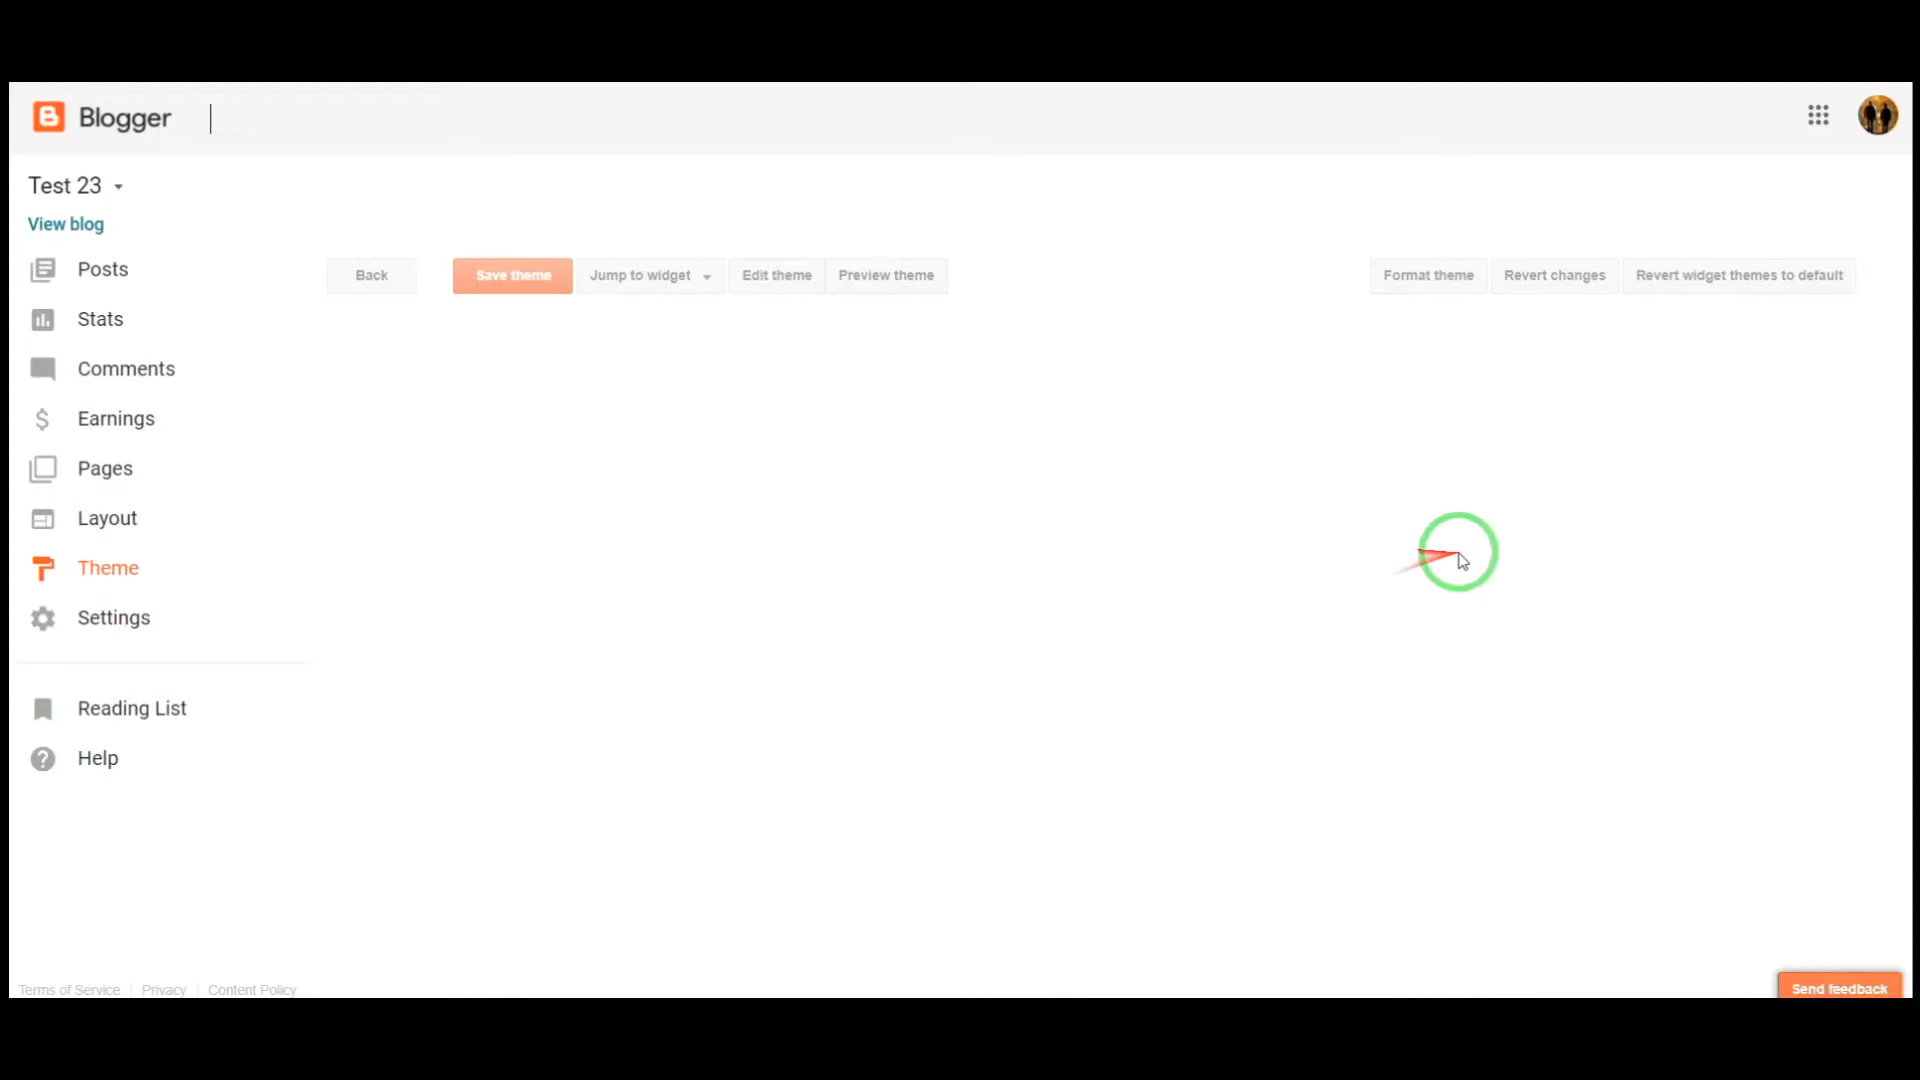 Blogger
Test 23
View blog
Posts
Back
Save theme
Jump to widget
Edit theme
Preview theme
Format theme
Revert changes
Revert widget themes to default
Stats
Comments
Earnings
Pages
Layout
Theme
Settings
Reading List
Help
Terms of Service
Privacy
Content Policy
Send feedback